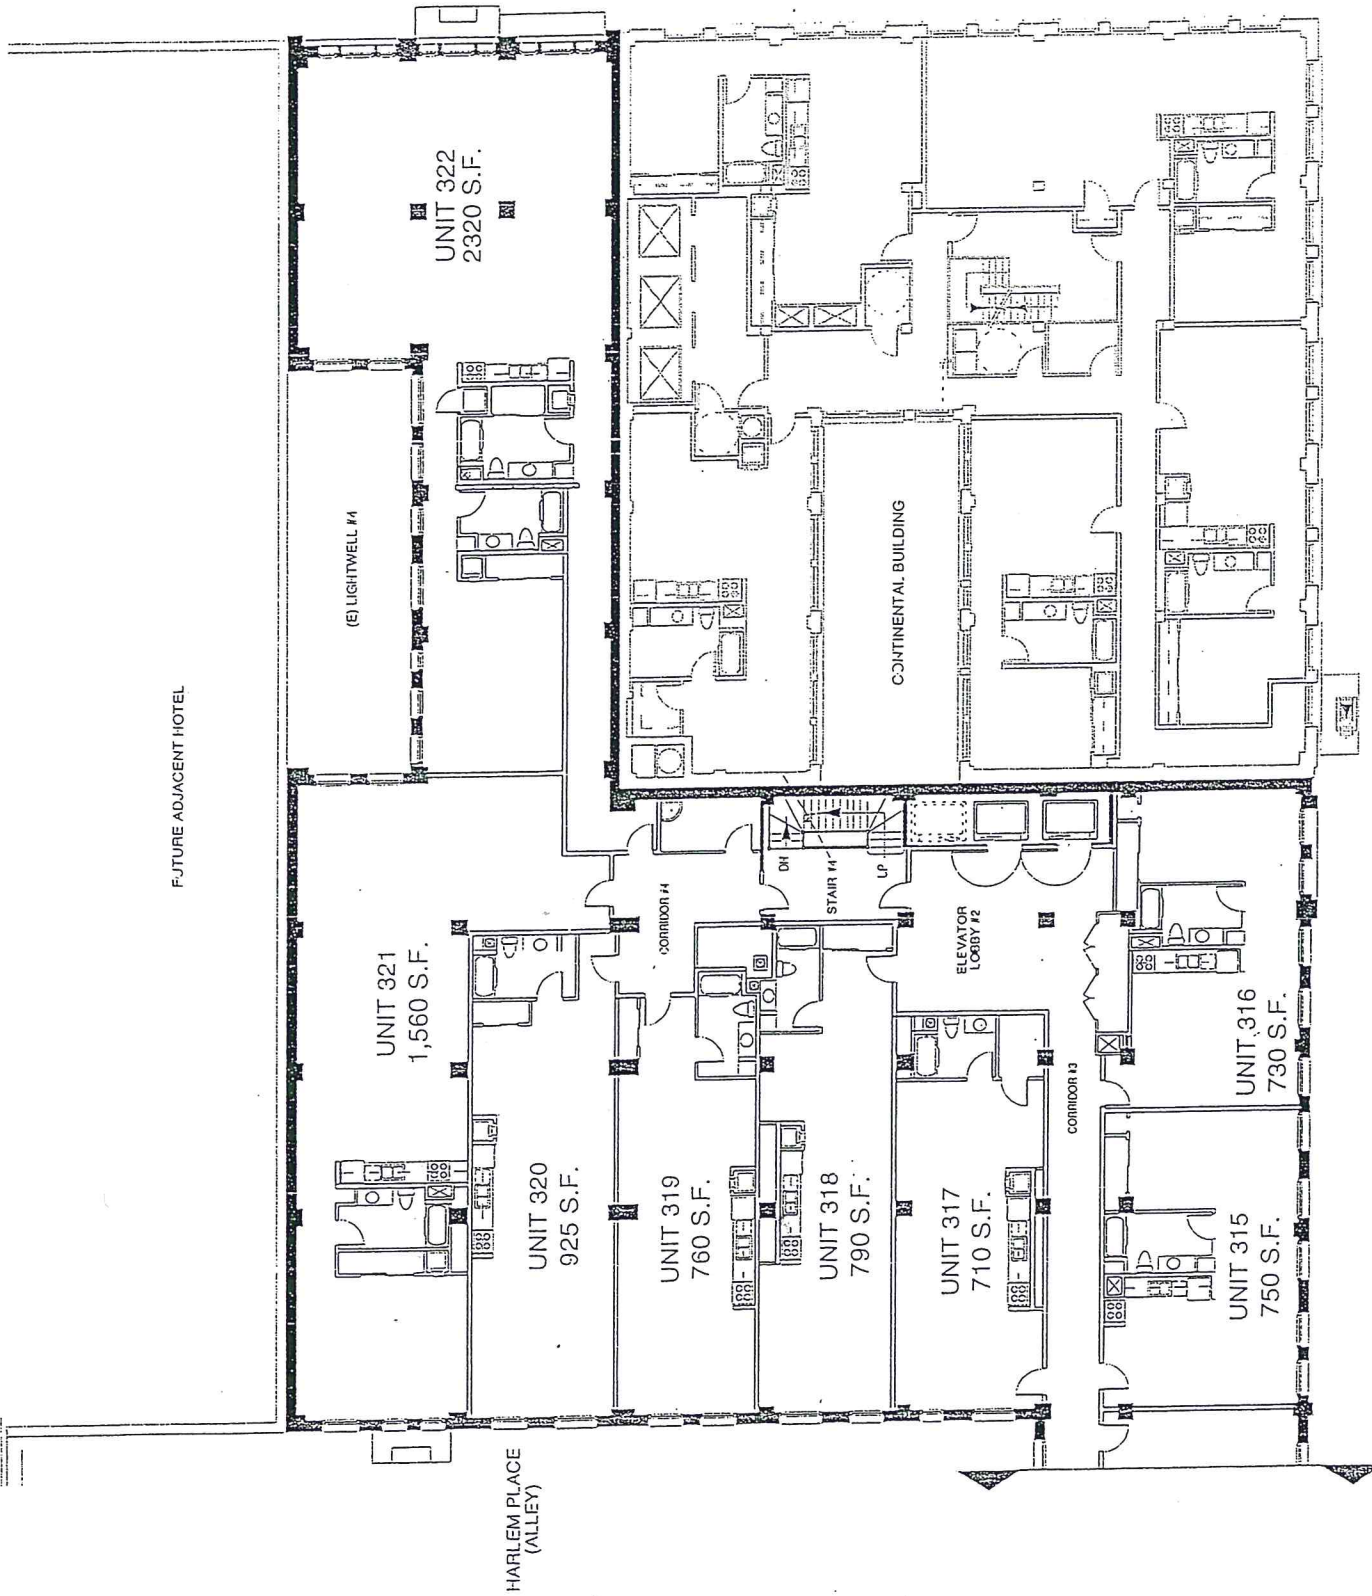 FUTURE ADJACENT HOTEL
(E) LIGHTWELL #4
UNIT 322
2320 S.F.
UNIT 321
1,560 S.F.
UNIT 320
925 S.F.
UNIT 319
760 S.F.
UNIT 318
790 S.F.
UNIT 317
710 S.F.
UNIT 316
730 S.F.
UNIT 315
750 S.F.
CORRIDOR #4
STAIR #4
DN
UP
ELEVATOR
LOBBY #2
CORRIDOR #3
CONTINENTAL BUILDING
HARLEM PLACE
(ALLEY)